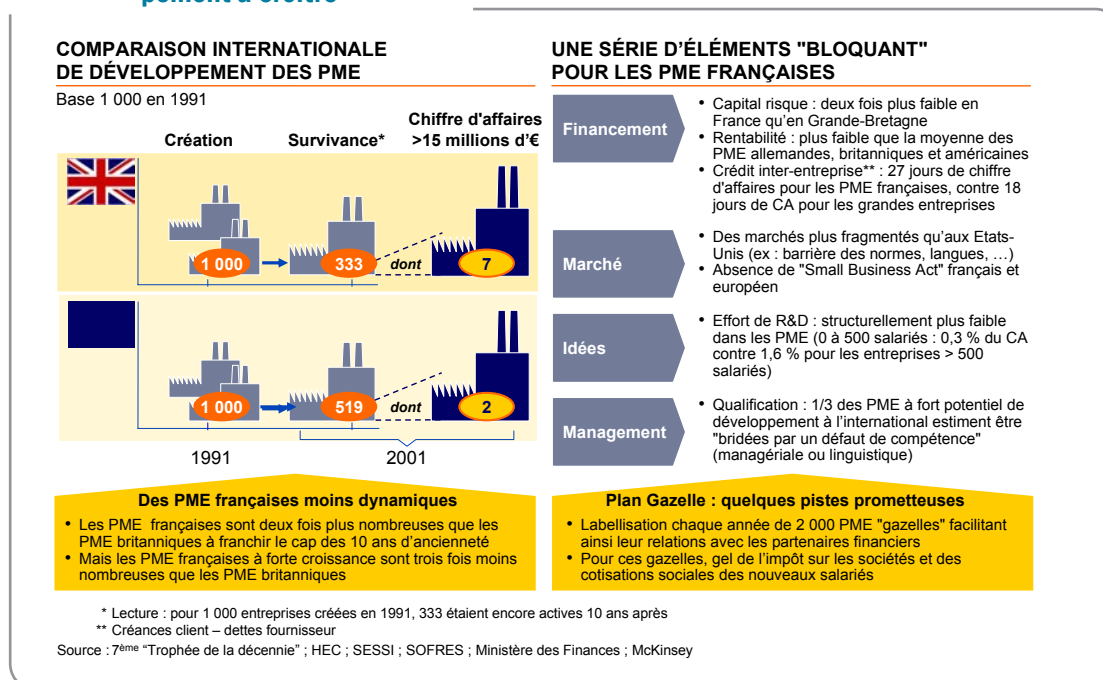 COMPARAISON INTERNATIONALE
DE DÉVELOPPEMENT DES PME
Base 1 000 en 1991
Création
Survivance*
Chiffre d'affaires
>15 millions d'€
1 000
333
dont
7
1 000
519
dont
2
1991
2001
Des PME françaises moins dynamiques
• Les PME françaises sont deux fois plus nombreuses que les
PME britanniques à franchir le cap des 10 ans d'ancienneté
• Mais les PME françaises à forte croissance sont trois fois moins
nombreuses que les PME britanniques
UNE SÉRIE D'ÉLÉMENTS "BLOQUANT"
POUR LES PME FRANÇAISES
Financement
• Capital risque : deux fois plus faible en
France qu'en Grande-Bretagne
• Rentabilité : plus faible que la moyenne des
PME allemandes, britanniques et américaines
• Crédit inter-entreprise** : 27 jours de chiffre
d'affaires pour les PME françaises, contre 18
jours de CA pour les grandes entreprises
Marché
• Des marchés plus fragmentés qu'aux Etats-
Unis (ex : barrière des normes, langues, …)
• Absence de "Small Business Act" français et
européen
Idées
• Effort de R&D : structurellement plus faible
dans les PME (0 à 500 salariés : 0,3 % du CA
contre 1,6 % pour les entreprises > 500
salariés)
Management
• Qualification : 1/3 des PME à fort potentiel de
développement à l'international estiment être
"bridées par un défaut de compétence"
(managériale ou linguistique)
Plan Gazelle : quelques pistes prometteuses
• Labellisation chaque année de 2 000 PME "gazelles" facilitant
ainsi leur relations avec les partenaires financiers
• Pour ces gazelles, gel de l'impôt sur les sociétés et des
cotisations sociales des nouveaux salariés
* Lecture : pour 1 000 entreprises créées en 1991, 333 étaient encore actives 10 ans après
** Créances client – dettes fournisseur
Source : 7ème "Trophée de la décennie" ; HEC ; SESSI ; SOFRES ; Ministère des Finances ; McKinsey